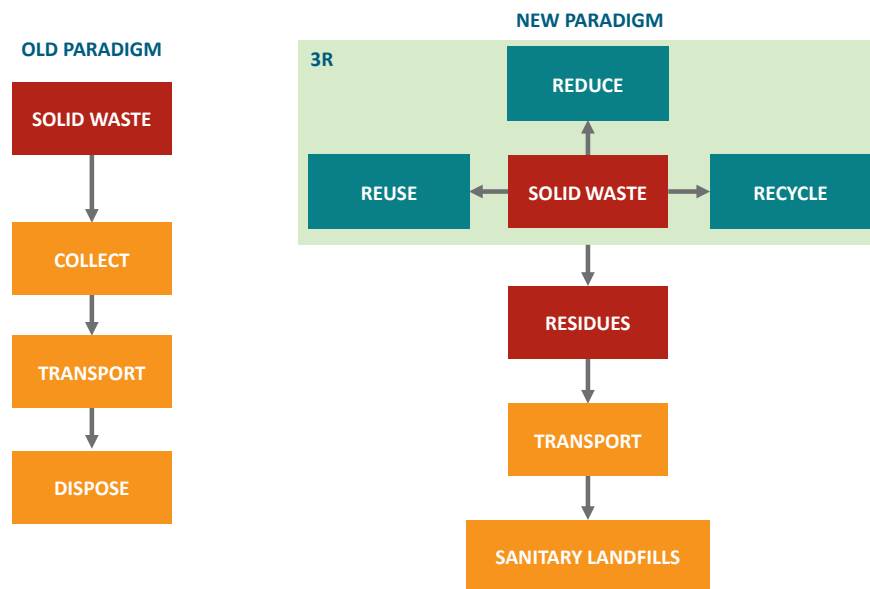 OLD PARADIGM
SOLID WASTE
COLLECT
TRANSPORT
DISPOSE
NEW PARADIGM
3R
REDUCE
REUSE
SOLID WASTE
RECYCLE
RESIDUES
TRANSPORT
SANITARY LANDFILLS